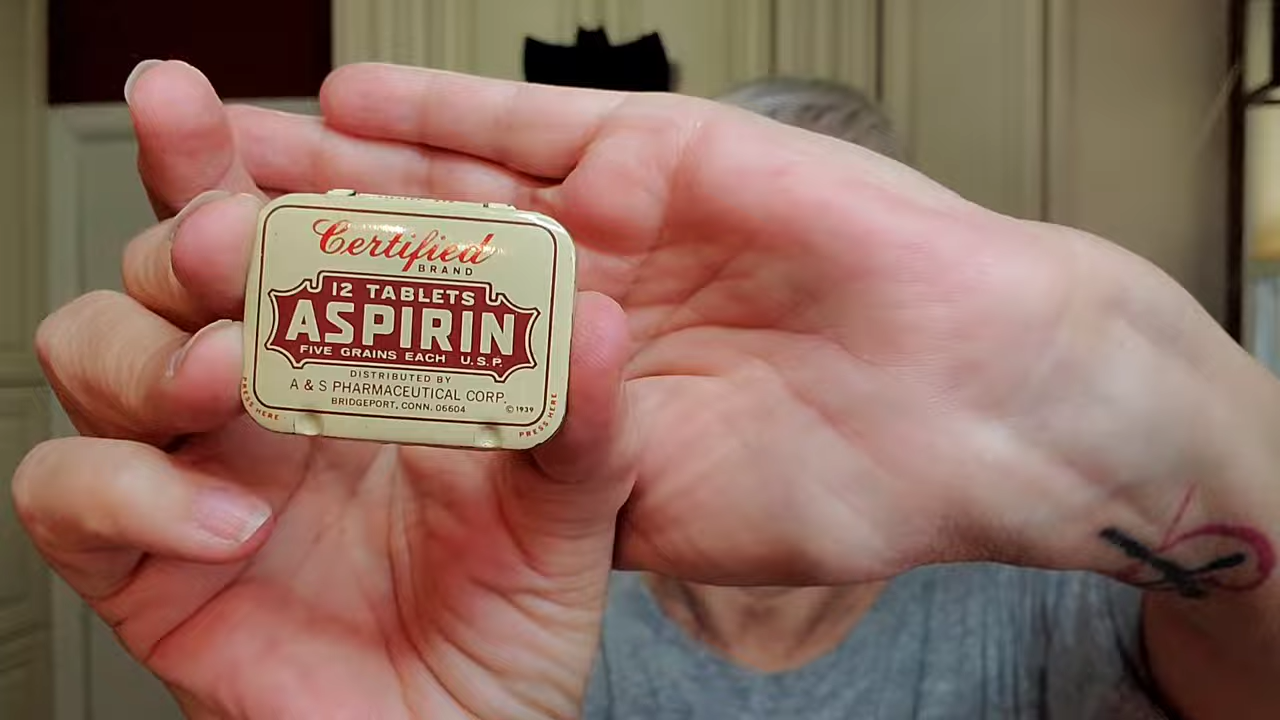 Certified
BRAND
12 TABLETS
ASPIRIN
FIVE GRAINS EACH U.S.P.
DISTRIBUTED BY
A & S PHARMACEUTICAL CORP.
BRIDGEPORT, CONN. 06604
© 1939
PRESS HERE
PRESS HERE